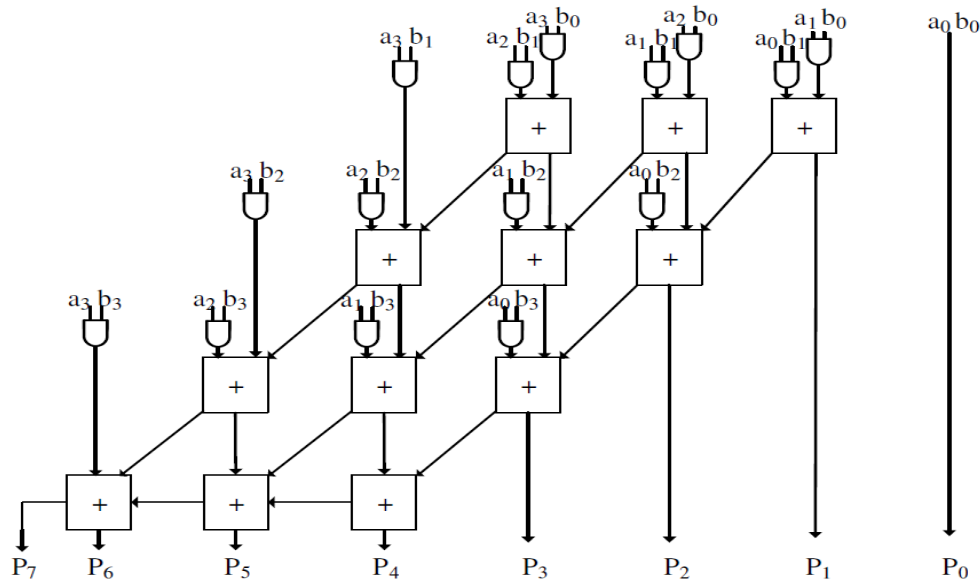 a₃ b₀ a₂ b₀ a₁ b₀ a₀ b₀
a₃ b₁ a₂ b₁ a₁ b₁ a₀ b₁
+ + +
a₃ b₂ a₂ b₂ a₁ b₂ a₀ b₂
+ + +
a₃ b₃ a₂ b₃ a₁ b₃ a₀ b₃
+ + +
+ + +
P₇ P₆ P₅ P₄ P₃ P₂ P₁ P₀